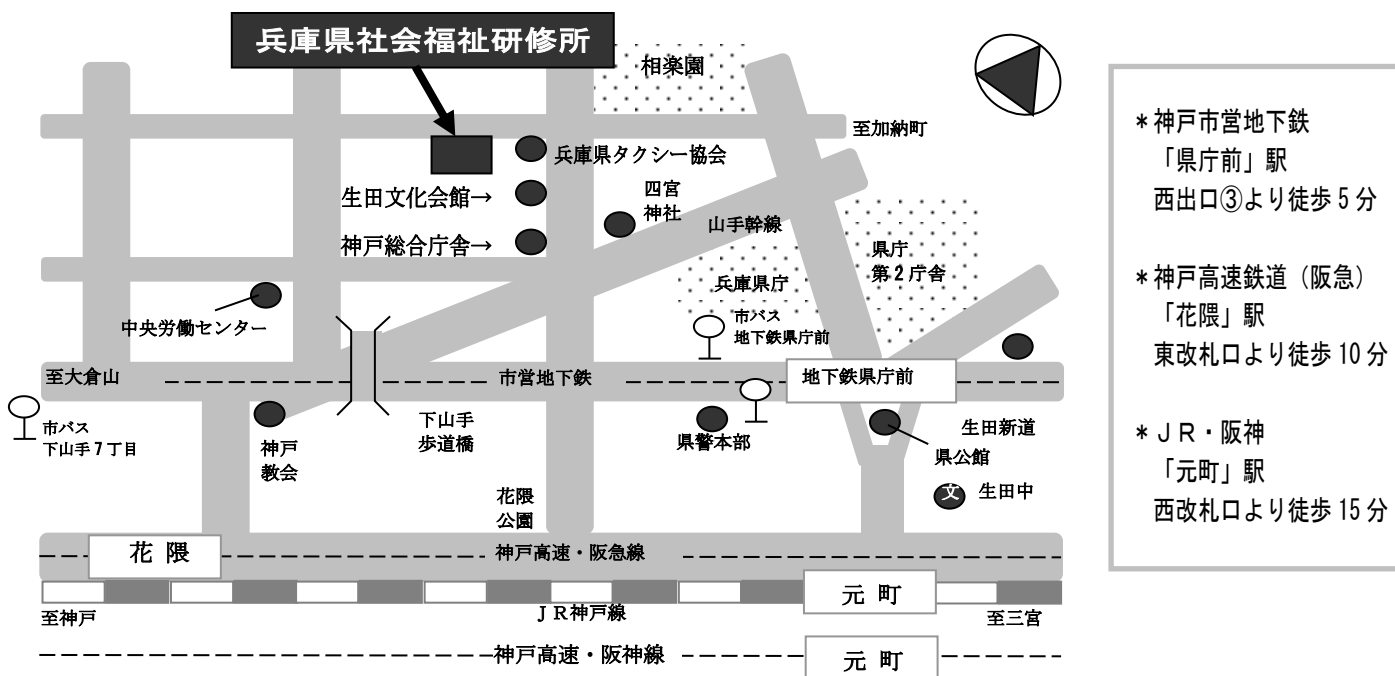 兵庫県社会福祉研修所
相楽園
至加納町
兵庫県タクシー協会
生田文化会館→
四宮
神社
神戸総合庁舎→
山手幹線
県庁
第2庁舎
兵庫県庁
中央労働センター
市バス
地下鉄県庁前
至大倉山
市営地下鉄
地下鉄県庁前
市バス
下山手7丁目
神戸
教会
下山手
歩道橋
県警本部
生田新道
県公館
文 生田中
花隈
公園
花 隈
神戸高速・阪急線
元 町
至神戸
JR神戸線
至三宮
神戸高速・阪神線
元 町
*神戸市営地下鉄
「県庁前」駅
西出口③より徒歩5分
*神戸高速鉄道(阪急)
「花隈」駅
東改札口より徒歩10分
*JR・阪神
「元町」駅
西改札口より徒歩15分